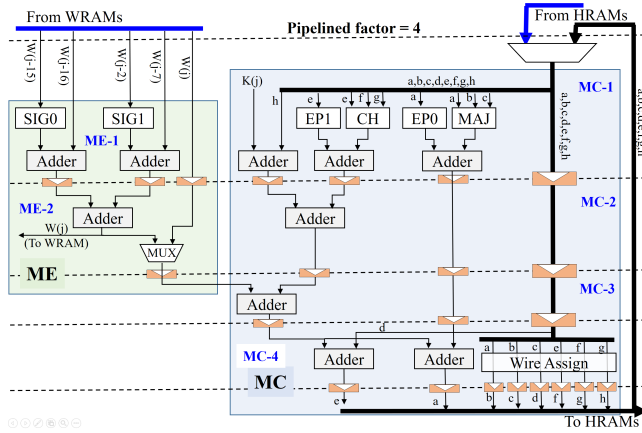 From WRAMs
Pipelined factor = 4
From HRAMs
W(j-15)
W(j-16)
W(j-2)
W(j-7)
W(j)
K(j)
h
a,b,c,d,e,f,g,h
MC-1
e
e
f
g
a
a
b
c
a,b,c,d,e,f,g,h
SIG0
SIG1
ME-1
EP1
CH
EP0
MAJ
Adder
Adder
Adder
Adder
Adder
ME-2
MC-2
Adder
Adder
W(j)
(To WRAM)
MUX
ME
MC-3
Adder
d
MC-4
Adder
Adder
a
b
c
e
f
g
Wire Assign
MC
e
a
b
c
d
f
g
h
To HRAMs